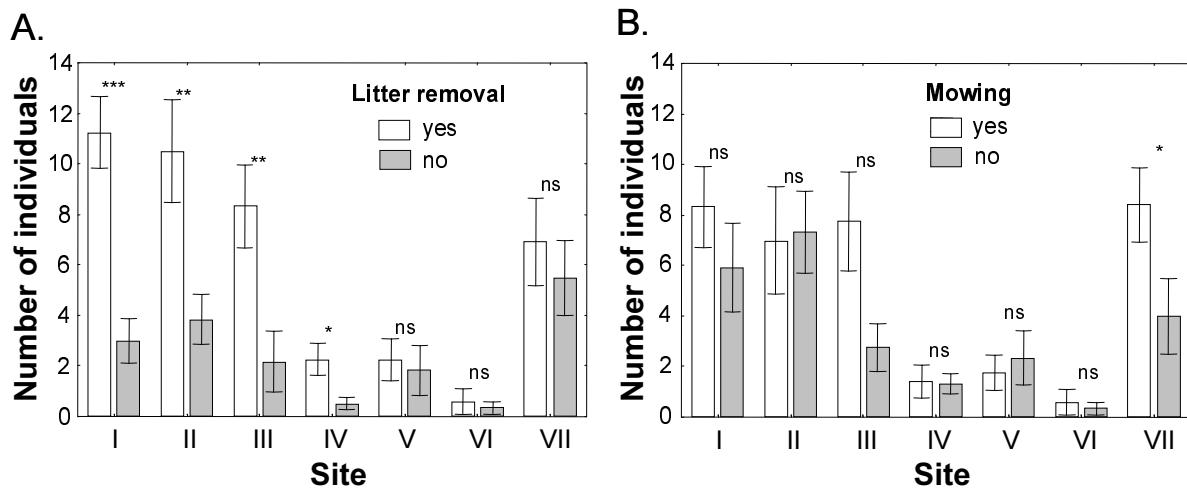 A.
Number of individuals
14
12
10
8
6
4
2
0
***
**
**
*
ns
ns
ns
Litter removal
yes
no
I II III IV V VI VII
Site
B.
Number of individuals
14
12
10
8
6
4
2
0
ns
ns
ns
ns
ns
ns
*
Mowing
yes
no
I II III IV V VI VII
Site